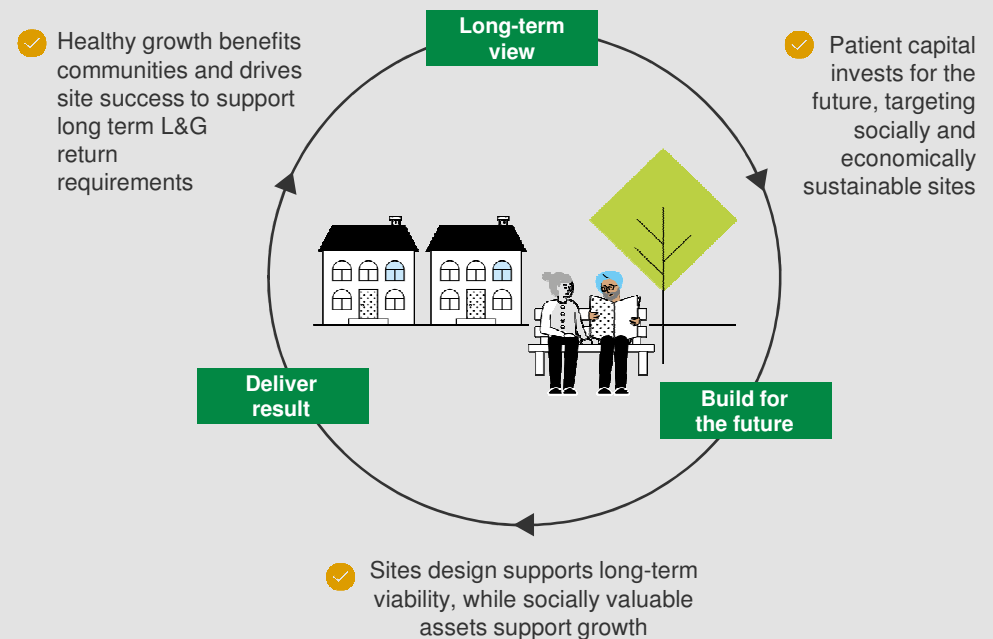 Long-term
view
Healthy growth benefits
communities and drives
site success to support
long term L&G
return
requirements
Patient capital
invests for the
future, targeting
socially and
economically
sustainable sites
Deliver
result
Build for
the future
Sites design supports long-term
viability, while socially valuable
assets support growth